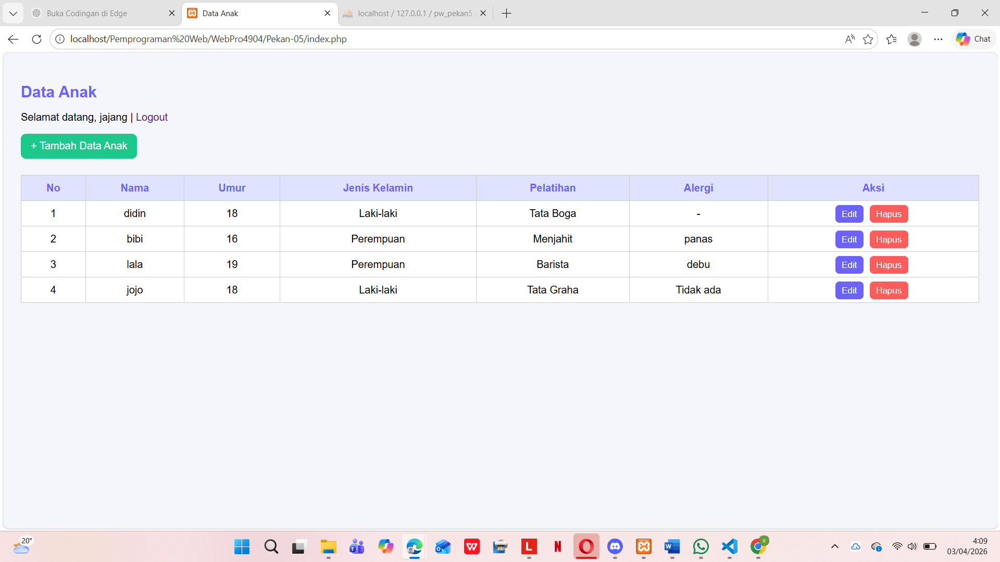 Buka Codingan di Edge
Data Anak
localhost / 127.0.0.1 / pw_pekan5
localhost/Pemprograman%20Web/WebPro4904/Pekan-05/index.php
Chat
Data Anak
Selamat datang, jajang | Logout
+ Tambah Data Anak
No Nama Umur Jenis Kelamin Pelatihan Alergi Aksi
1 didin 18 Laki-laki Tata Boga - Edit Hapus
2 bibi 16 Perempuan Menjahit panas Edit Hapus
3 lala 19 Perempuan Barista debu Edit Hapus
4 jojo 18 Laki-laki Tata Graha Tidak ada Edit Hapus
20°
4:09
03/04/2026